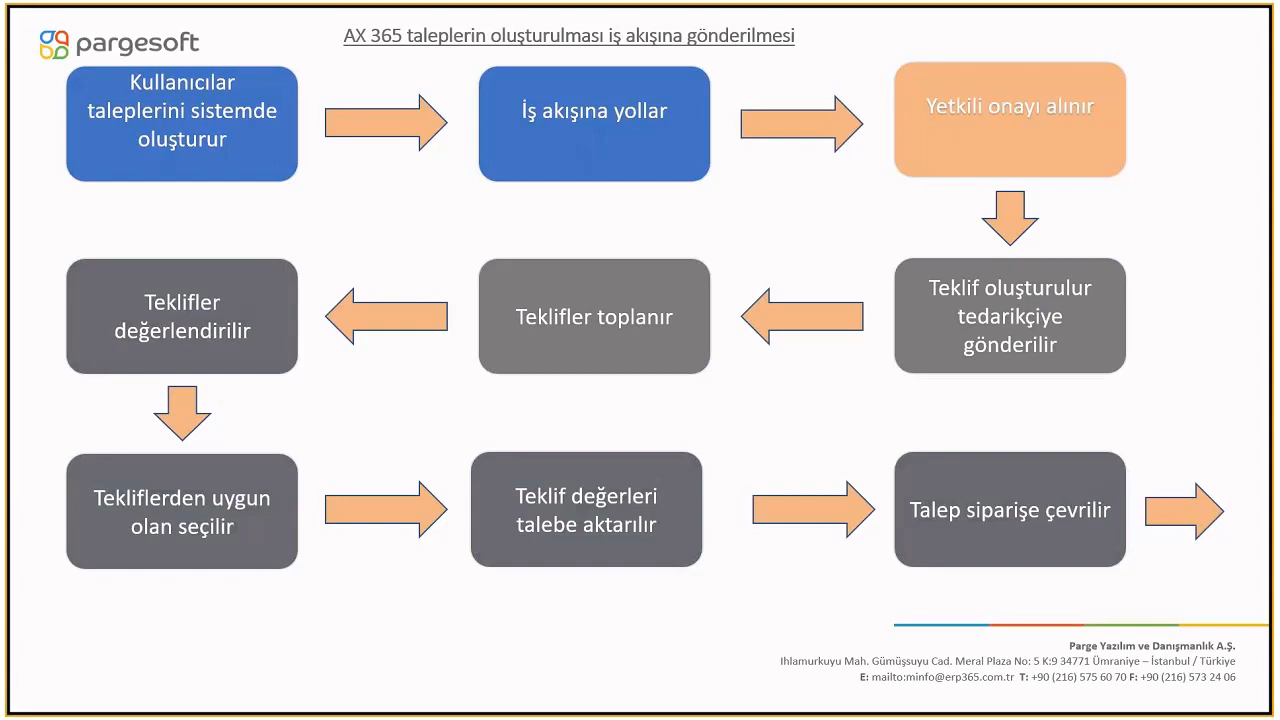 pargesoft
AX 365 taleplerin oluşturulması iş akışına gönderilmesi
Kullanıcılar
taleplerini sistemde
oluşturur
İş akışına yollar
Yetkili onayı alınır
Teklifler
değerlendirilir
Teklifler toplanır
Teklif oluşturulur
tedarikçiye
gönderilir
Tekliflerden uygun
olan seçilir
Teklif değerleri
talebe aktarılır
Talep siparişe çevrilir
Parge Yazılım ve Danışmanlık A.Ş.
Ihlamurkuyu Mah. Gümüşsuyu Cad. Meral Plaza No: 5 K:9 34771 Ümraniye – İstanbul / Türkiye
E: mailto:minfo@erp365.com.tr T: +90 (216) 575 60 70 F: +90 (216) 573 24 06